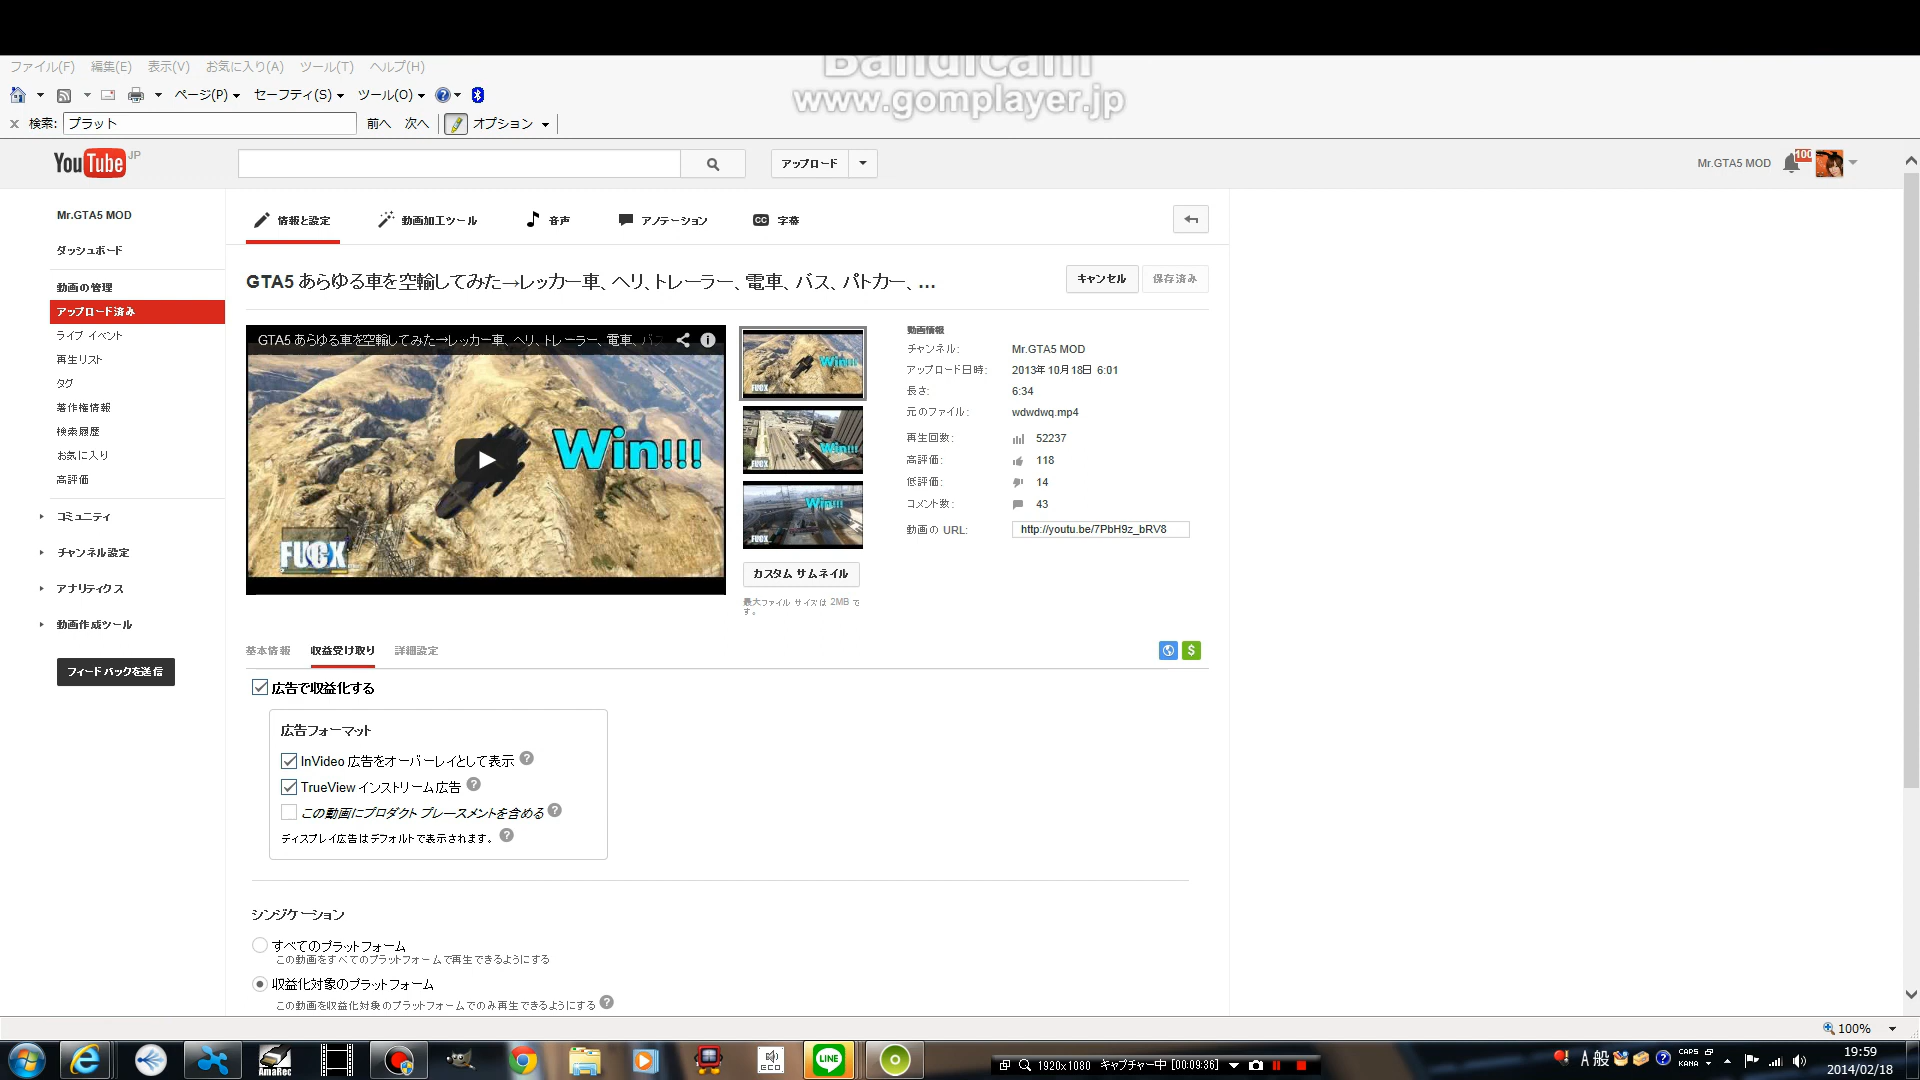 ファイル(F) 編集(E) 表示(V) お気に入り(A) ツール(T) ヘルプ(H)
Bandicam
www.gomplayer.jp
ページ(P) セーフティ(S) ツール(O)
検索: プラット 前へ 次へ オプション
YouTube JP アップロード Mr.GTA5 MOD 100
Mr.GTA5 MOD
ダッシュボード
動画の管理
アップロード済み
ライブ イベント
再生リスト
タグ
著作権情報
検索履歴
お気に入り
高評価
コミュニティ
チャンネル設定
アナリティクス
動画作成ツール
フィードバックを送信
情報と設定 動画加工ツール 音声 アノテーション CC 字幕
GTA5 あらゆる車を空輸してみた→レッカー車、ヘリ、トレーラー、電車、バス、パトカー、...
キャンセル 保存済み
GTA5 あらゆる車を空輸してみた→レッカー車、ヘリ、トレーラー、電車、バス
Win!!!
FUCX
Win!!!
FUCX
Win!!!
FUCX
Win!!!
FUCX
カスタム サムネイル
最大ファイル サイズは 2MB で
す。
動画情報
チャンネル: Mr.GTA5 MOD
アップロード日時: 2013年10月18日 6:01
長さ: 6:34
元のファイル: wdwdwq.mp4
再生回数: 52237
高評価: 118
低評価: 14
コメント数: 43
動画の URL: http://youtu.be/7PbH9z_bRV8
基本情報 収益受け取り 詳細設定 $
広告で収益化する
広告フォーマット
InVideo 広告をオーバーレイとして表示
TrueView インストリーム広告
この動画にプロダクト プレースメントを含める
ディスプレイ広告はデフォルトで表示されます。
シンジケーション
すべてのプラットフォーム
この動画をすべてのプラットフォームで再生できるようにする
収益化対象のプラットフォーム
この動画を収益化対象のプラットフォームでのみ再生できるようにする
100%
AmaRec ECO LINE 1920x1080 キャプチャー中 [00:09:36] A 般 CAPS KANA 19:59
2014/02/18